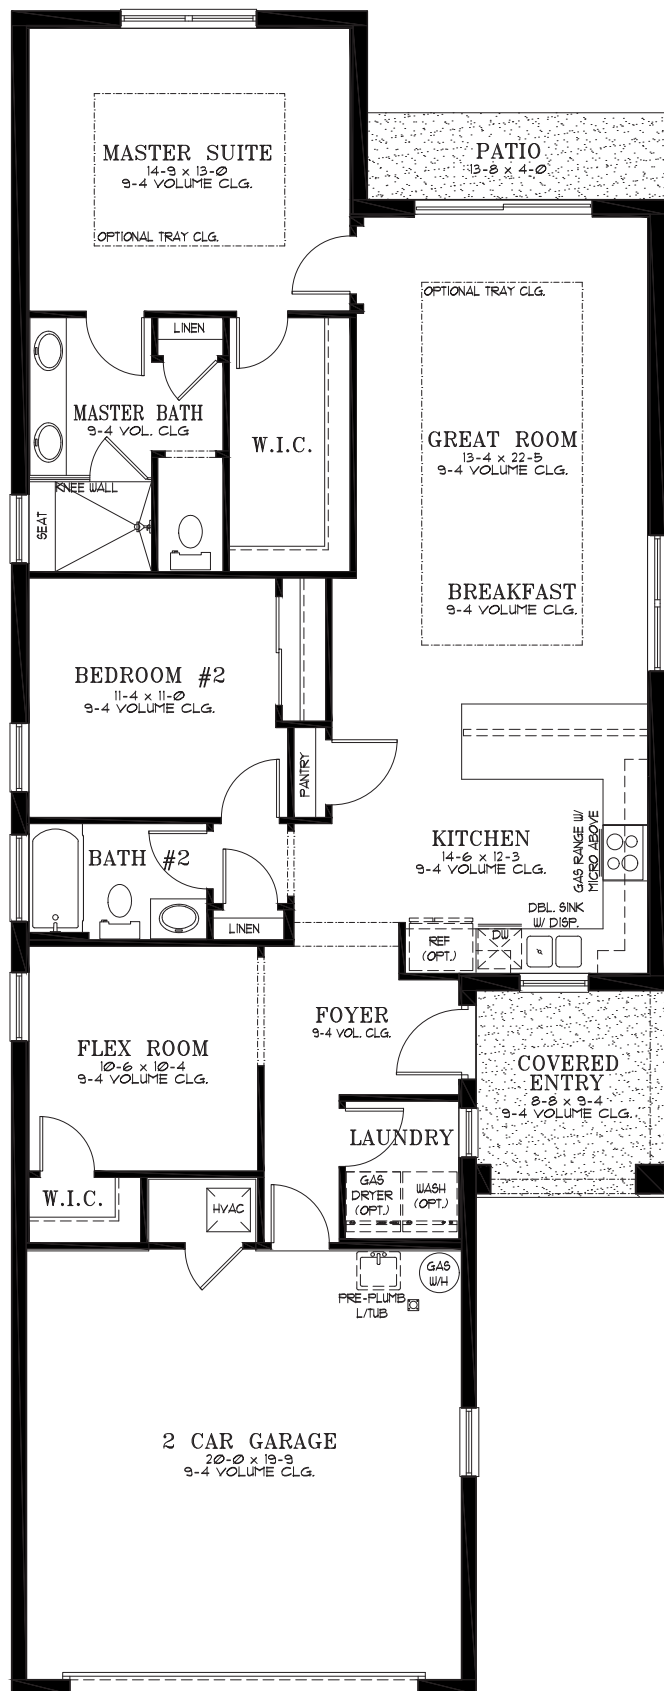 MASTER SUITE
14-9 x 13-0
9-4 VOLUME CLG.
OPTIONAL TRAY CLG.
PATIO
13-8 x 4-0
OPTIONAL TRAY CLG.
LINEN
MASTER BATH
9-4 VOL. CLG
W.I.C.
GREAT ROOM
13-4 x 22-5
9-4 VOLUME CLG.
KNEE WALL
SEAT
BREAKFAST
9-4 VOLUME CLG.
BEDROOM #2
11-4 x 11-0
9-4 VOLUME CLG.
PANTRY
KITCHEN
14-6 x 12-3
9-4 VOLUME CLG.
GAS RANGE W/
MICRO ABOVE
BATH #2
LINEN
REF
(OPT.)
DW
DBL. SINK
W/ DISP.
FOYER
9-4 VOL. CLG.
FLEX ROOM
10-6 x 10-4
9-4 VOLUME CLG.
COVERED
ENTRY
8-8 x 9-4
9-4 VOLUME CLG.
LAUNDRY
GAS
DRYER
(OPT.)
WASH
(OPT.)
W.I.C.
HVAC
PRE-PLUMB
L/TUB
GAS
W/H
2 CAR GARAGE
20-0 x 19-9
9-4 VOLUME CLG.